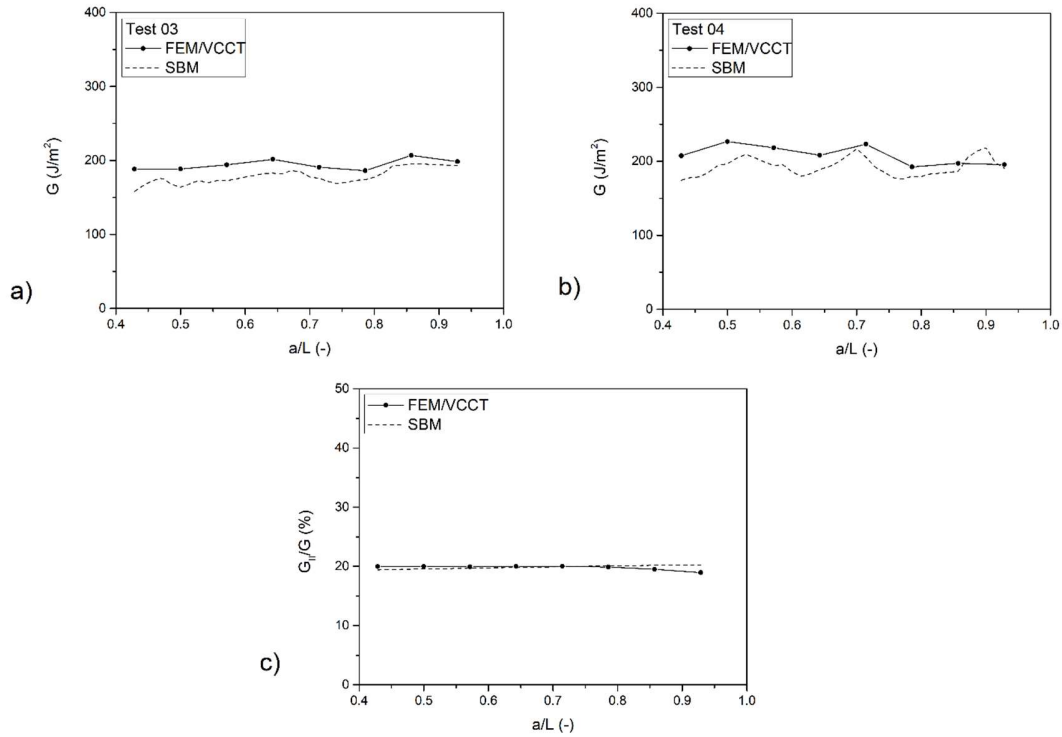 Test 03
FEM/VCCT
SBM
400
300
200
100
0
G (J/m²)
0.4 0.5 0.6 0.7 0.8 0.9 1.0
a/L (-)
a)
Test 04
FEM/VCCT
SBM
400
300
200
100
0
G (J/m²)
0.4 0.5 0.6 0.7 0.8 0.9 1.0
a/L (-)
b)
FEM/VCCT
SBM
50
40
30
20
10
0
G_II/G (%)
0.4 0.5 0.6 0.7 0.8 0.9 1.0
a/L (-)
c)